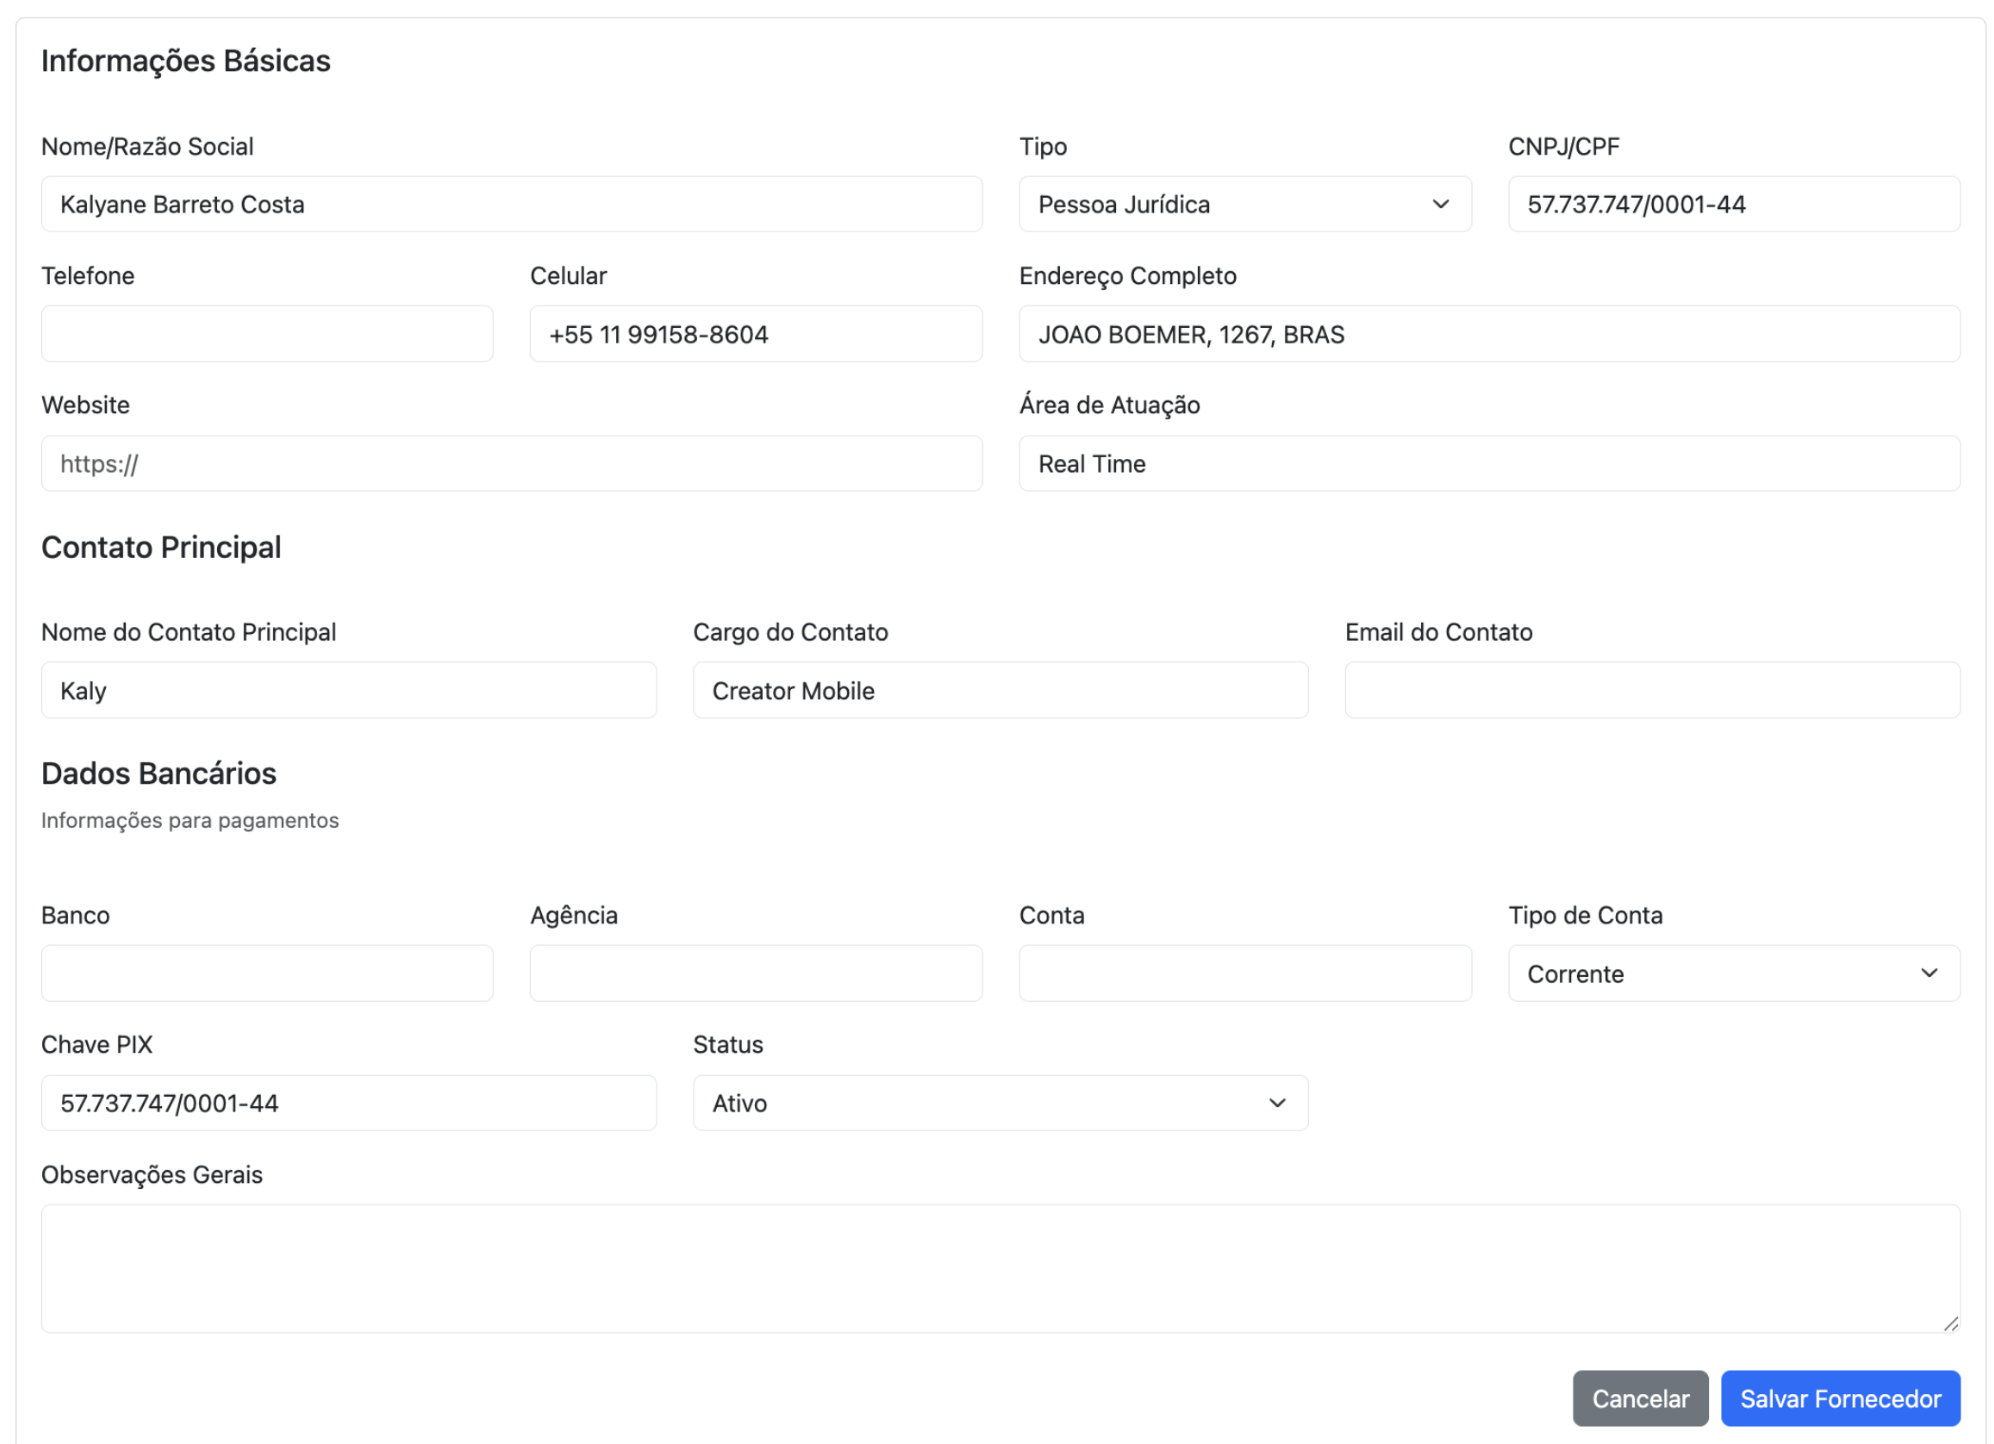 Informações Básicas
Nome/Razão Social
Tipo
CNPJ/CPF
Kalyane Barreto Costa
Pessoa Jurídica
57.737.747/0001-44
Telefone
Celular
Endereço Completo
+55 11 99158-8604
JOAO BOEMER, 1267, BRAS
Website
Área de Atuação
https://
Real Time
Contato Principal
Nome do Contato Principal
Cargo do Contato
Email do Contato
Kaly
Creator Mobile
Dados Bancários
Informações para pagamentos
Banco
Agência
Conta
Tipo de Conta
Corrente
Chave PIX
Status
57.737.747/0001-44
Ativo
Observações Gerais
Cancelar
Salvar Fornecedor